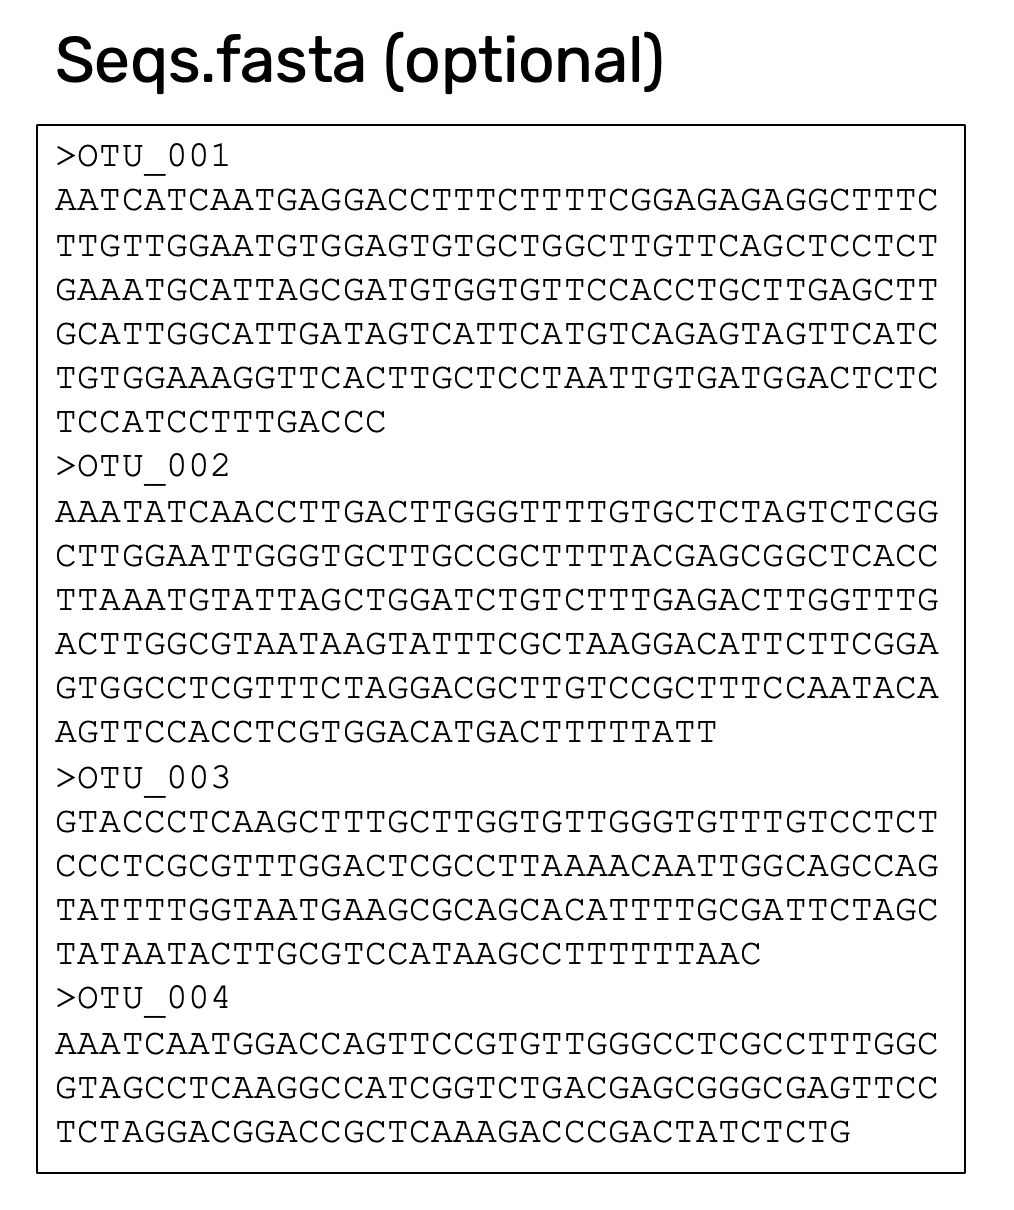 Seqs.fasta (optional)
>OTU_001
AATCATCAATGAGGACCTTTCTTTTCGGAGAGAGGCTTTC
TTGTTGGAATGTGGAGTGTGCTGGCTTGTTCAGCTCCTCT
GAAATGCATTAGCGATGTGGTGTTCCACCTGCTTGAGCTT
GCATTGGCATTGATAGTCATTCATGTCAGAGTAGTTCATC
TGTGGAAAGGTTCACTTGCTCCTAATTGTGATGGACTCTC
TCCATCCTTTGACCC
>OTU_002
AAATATCAACCTTGACTTGGGTTTTGTGCTCTAGTCTCGG
CTTGGAATTGGGTGCTTGCCGCTTTTACGAGCGGCTCACC
TTAAATGTATTAGCTGGATCTGTCTTTGAGACTTGGTTTG
ACTTGGCGTAATAAGTATTTCGCTAAGGACATTCTTCGGA
GTGGCCTCGTTTCTAGGACGCTTGTCCGCTTTCCAATACA
AGTTCCACCTCGTGGACATGACTTTTTATT
>OTU_003
GTACCCTCAAGCTTTGCTTGGTGTTGGGTGTTTGTCCTCT
CCCTCGCGTTTGGACTCGCCTTAAAACAATTGGCAGCCAG
TATTTTGGTAATGAAGCGCAGCACATTTTGCGATTCTAGC
TATAATACTTGCGTCCATAAGCCTTTTTTAAC
>OTU_004
AAATCAATGGACCAGTTCCGTGTTGGGCCTCGCCTTTGGC
GTAGCCTCAAGGCCATCGGTCTGACGAGCGGGCGAGTTCC
TCTAGGACGGACCGCTCAAAGACCCGACTATCTCTG